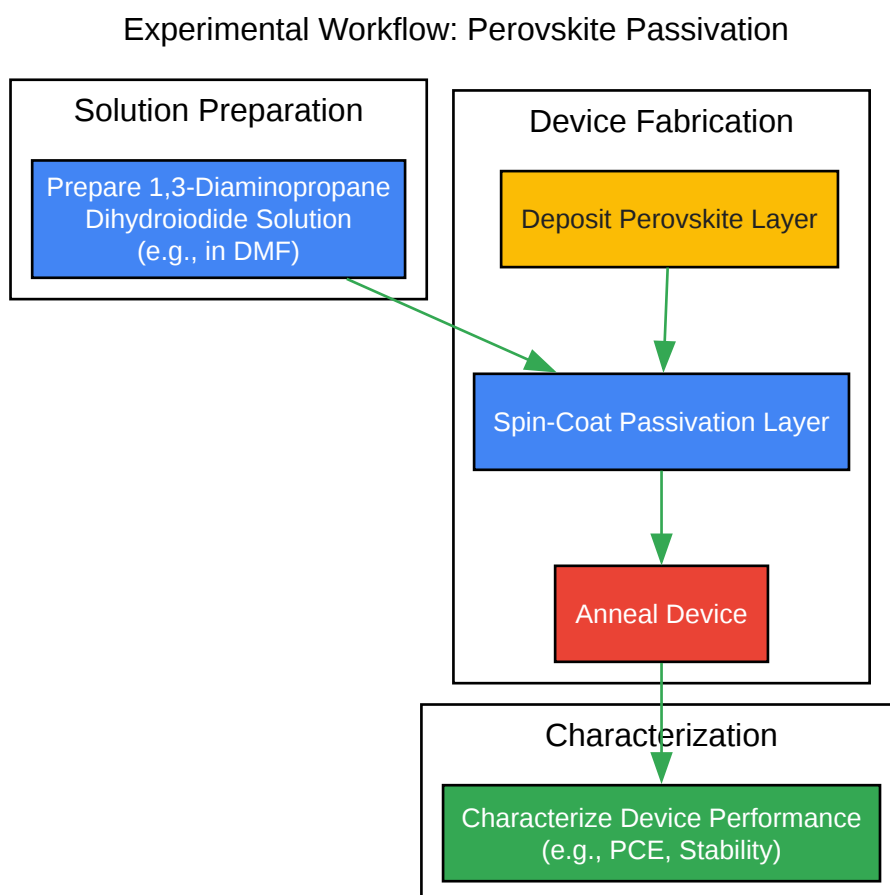 Experimental Workflow: Perovskite Passivation
Solution Preparation
Prepare 1,3-Diaminopropane
Dihydroiodide Solution
(e.g., in DMF)
Device Fabrication
Deposit Perovskite Layer
Spin-Coat Passivation Layer
Anneal Device
Characterization
Characterize Device Performance
(e.g., PCE, Stability)